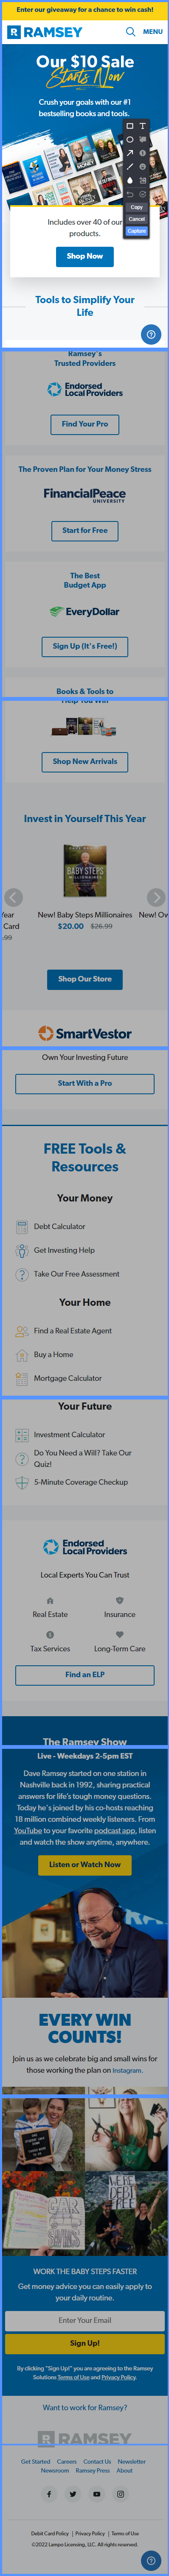 Enter our giveaway for a chance to win cash!
RAMSEY
MENU
Our $10 Sale
Starts Now
Crush your goals with our #1
bestselling books and tools.
Copy
Cancel
Capture
Includes over 40 of our
products.
Shop Now
Tools to Simplify Your
Life
Ramsey's
Trusted Providers
Endorsed
Local Providers
Find Your Pro
The Proven Plan for Your Money Stress
FinancialPeace
UNIVERSITY
Start for Free
The Best
Budget App
EveryDollar
Sign Up (It's Free!)
Books & Tools to
Help You Win
Shop New Arrivals
Invest in Yourself This Year
BABY STEPS
MILLIONAIRES
New! Baby Steps Millionaires
New! Ow
Card
$20.00 $26.99
.99
Shop Our Store
SmartVestor
Own Your Investing Future
Start With a Pro
FREE Tools &
Resources
Your Money
Debt Calculator
Get Investing Help
Take Our Free Assessment
Your Home
Find a Real Estate Agent
Buy a Home
Mortgage Calculator
Your Future
Investment Calculator
Do You Need a Will? Take Our
Quiz!
5-Minute Coverage Checkup
Endorsed
Local Providers
Local Experts You Can Trust
Real Estate
Insurance
Tax Services
Long-Term Care
Find an ELP
The Ramsey Show
Live - Weekdays 2-5pm EST
Dave Ramsey started on one station in
Nashville back in 1992, sharing practical
answers for life's tough money questions.
Today he's joined by his co-hosts reaching
18 million combined weekly listeners. From
YouTube to your favorite podcast app, listen
and watch the show anytime, anywhere.
Listen or Watch Now
EVERY WIN
COUNTS!
Join us as we celebrate big and small wins for
those working the plan on Instagram.
WE'RE
DEBT
FREE
WORK THE BABY STEPS FASTER
Get money advice you can easily apply to
your daily routine.
Enter Your Email
Sign Up!
By clicking "Sign Up!" you are agreeing to the Ramsey
Solutions Terms of Use and Privacy Policy.
Want to work for Ramsey?
RAMSEY
Get Started Careers Contact Us Newsletter
Newsroom Ramsey Press About
Debit Card Policy | Privacy Policy | Terms of Use
©2022 Lampo Licensing, LLC. All rights reserved.